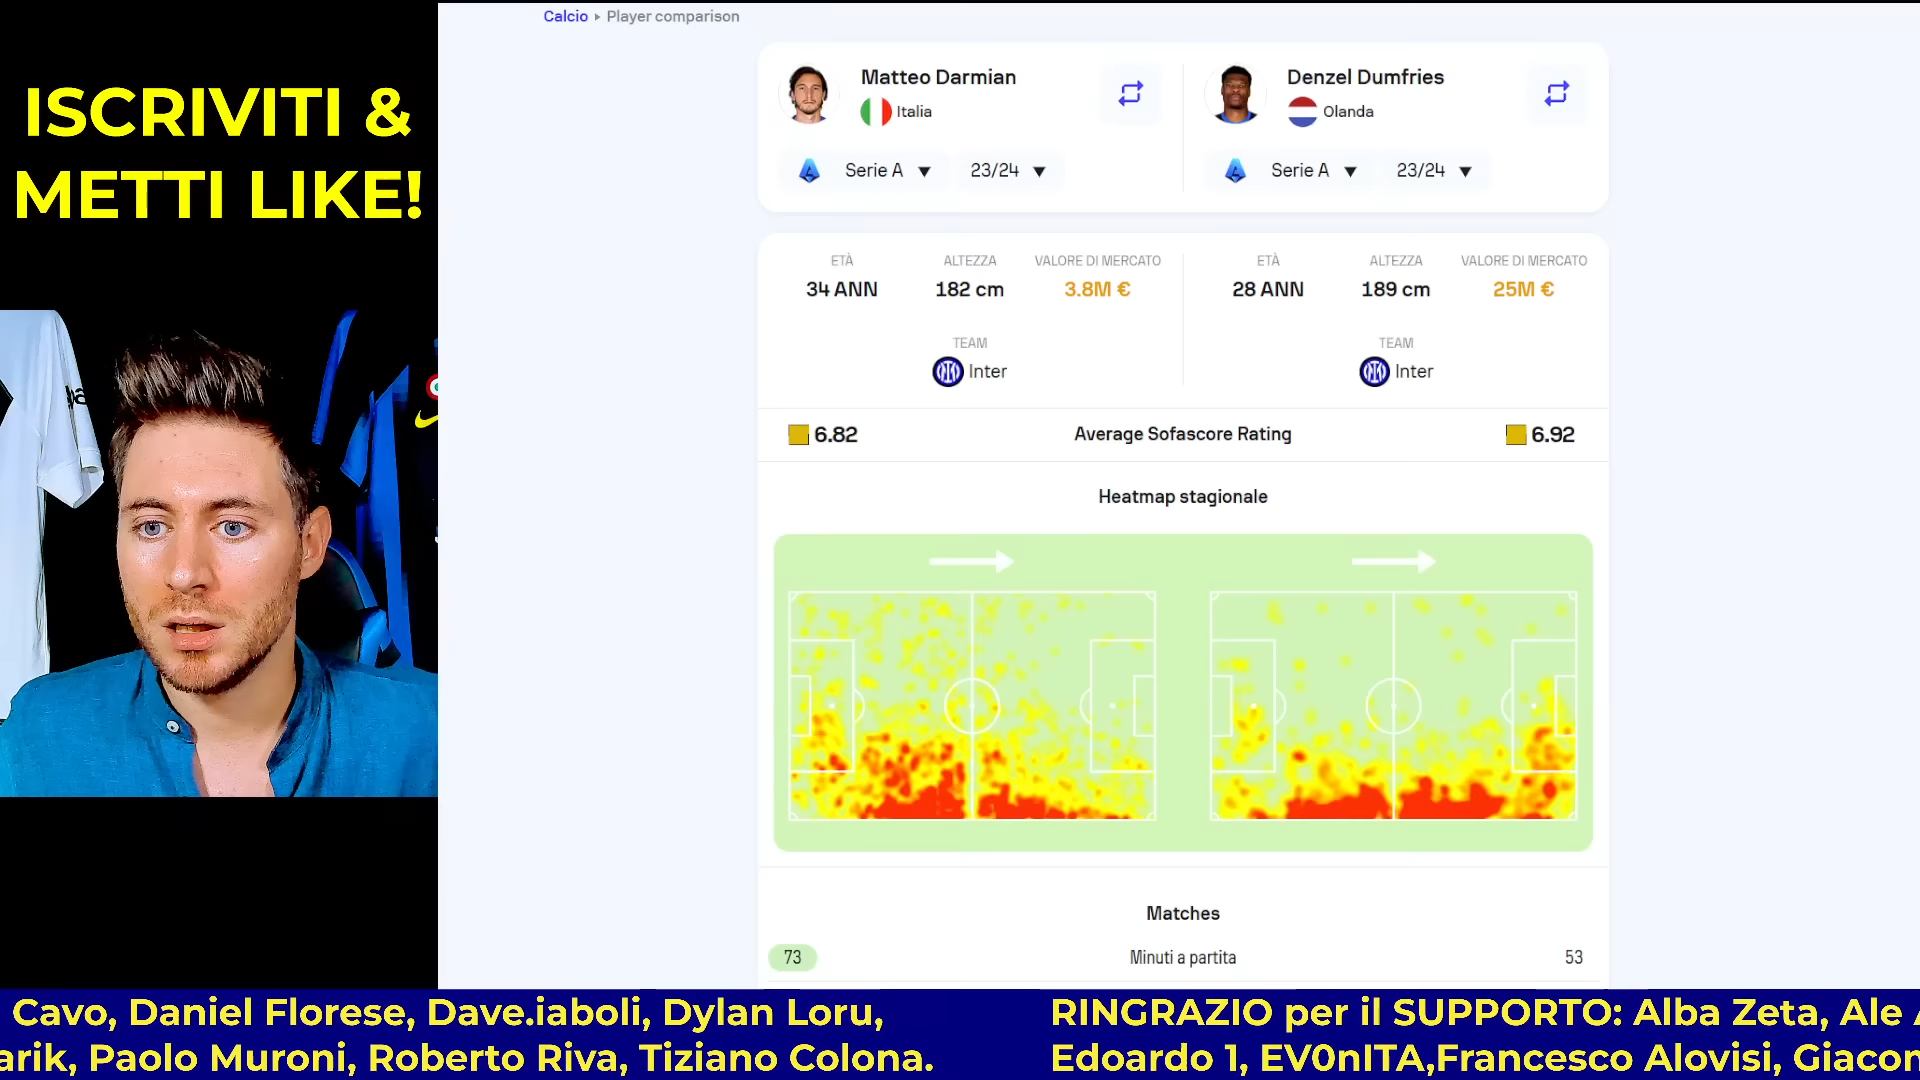 Calcio ▸ Player comparison
ISCRIVITI &
METTI LIKE!
Matteo Darmian
Italia
Serie A ▼ 23/24 ▼
Denzel Dumfries
Olanda
Serie A ▼ 23/24 ▼
ETÀ ALTEZZA VALORE DI MERCATO
34 ANN 182 cm 3.8M €
TEAM
Inter
ETÀ ALTEZZA VALORE DI MERCATO
28 ANN 189 cm 25M €
TEAM
Inter
6.82 Average Sofascore Rating 6.92
Heatmap stagionale
Matches
73 Minuti a partita 53
Cavo, Daniel Florese, Dave.iaboli, Dylan Loru,
arik, Paolo Muroni, Roberto Riva, Tiziano Colona.
RINGRAZIO per il SUPPORTO: Alba Zeta, Ale
Edoardo 1, EV0nITA,Francesco Alovisi, Giacon